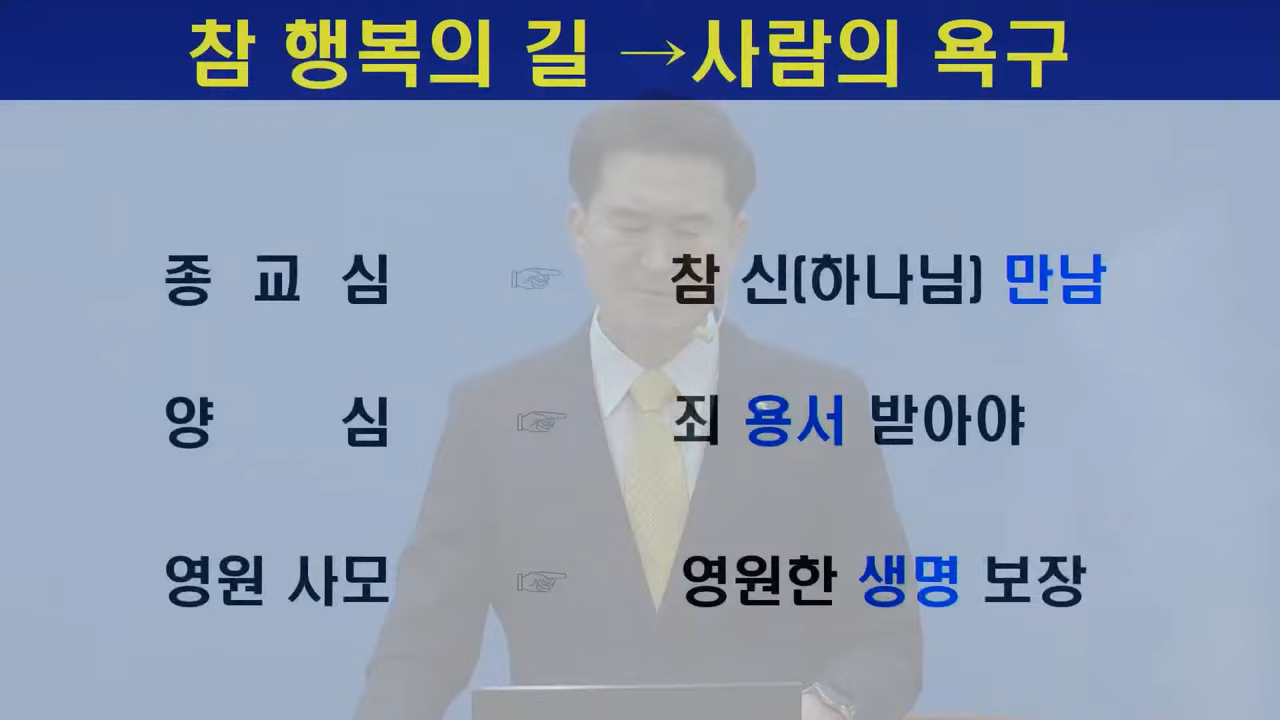 참 행복의 길 →사람의 욕구
종 교 심 ☞ 참 신(하나님) 만남
양 심 ☞ 죄 용서 받아야
영원 사모 ☞ 영원한 생명 보장